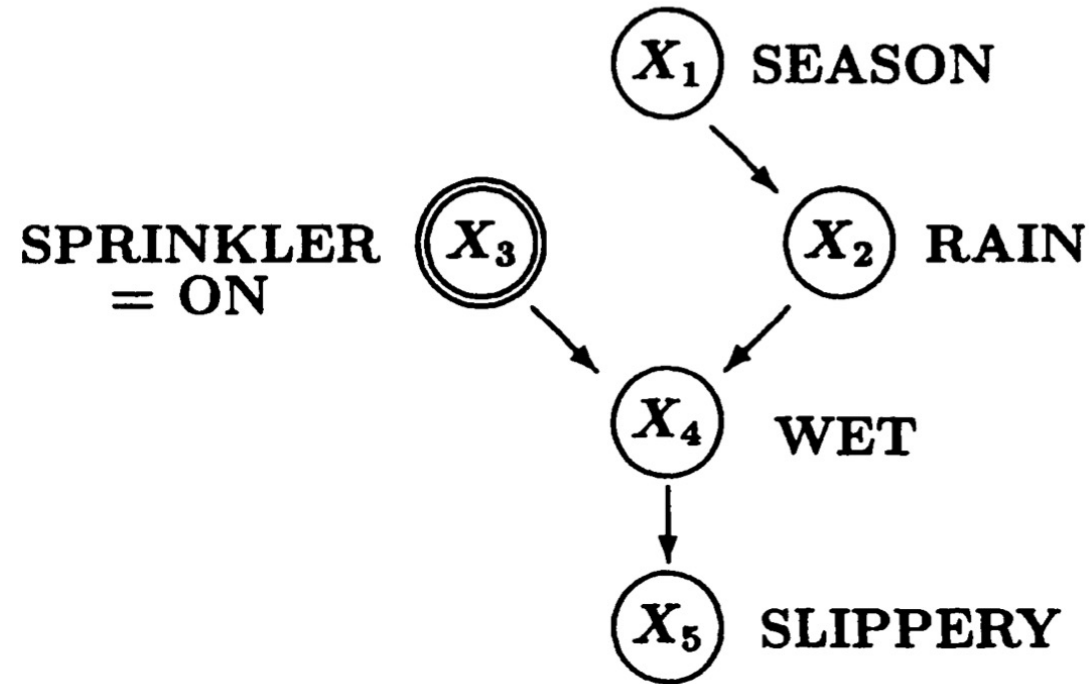 X₁ SEASON
SPRINKLER
= ON
X₃
X₂ RAIN
X₄ WET
X₅ SLIPPERY